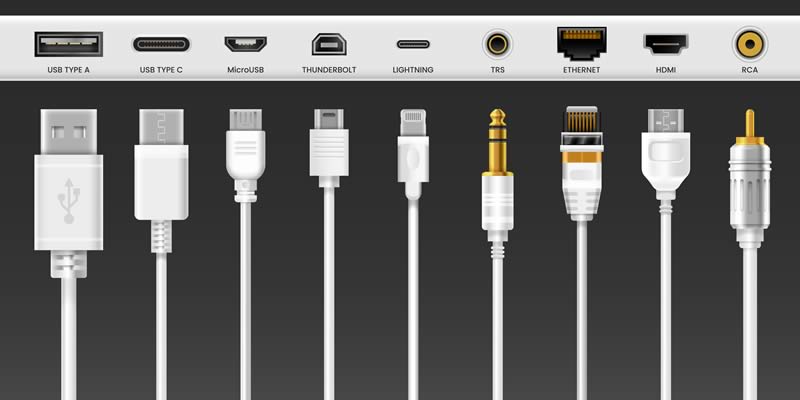 USB TYPE A
USB TYPE C
MicroUSB
THUNDERBOLT
LIGHTNING
TRS
ETHERNET
HDMI
RCA